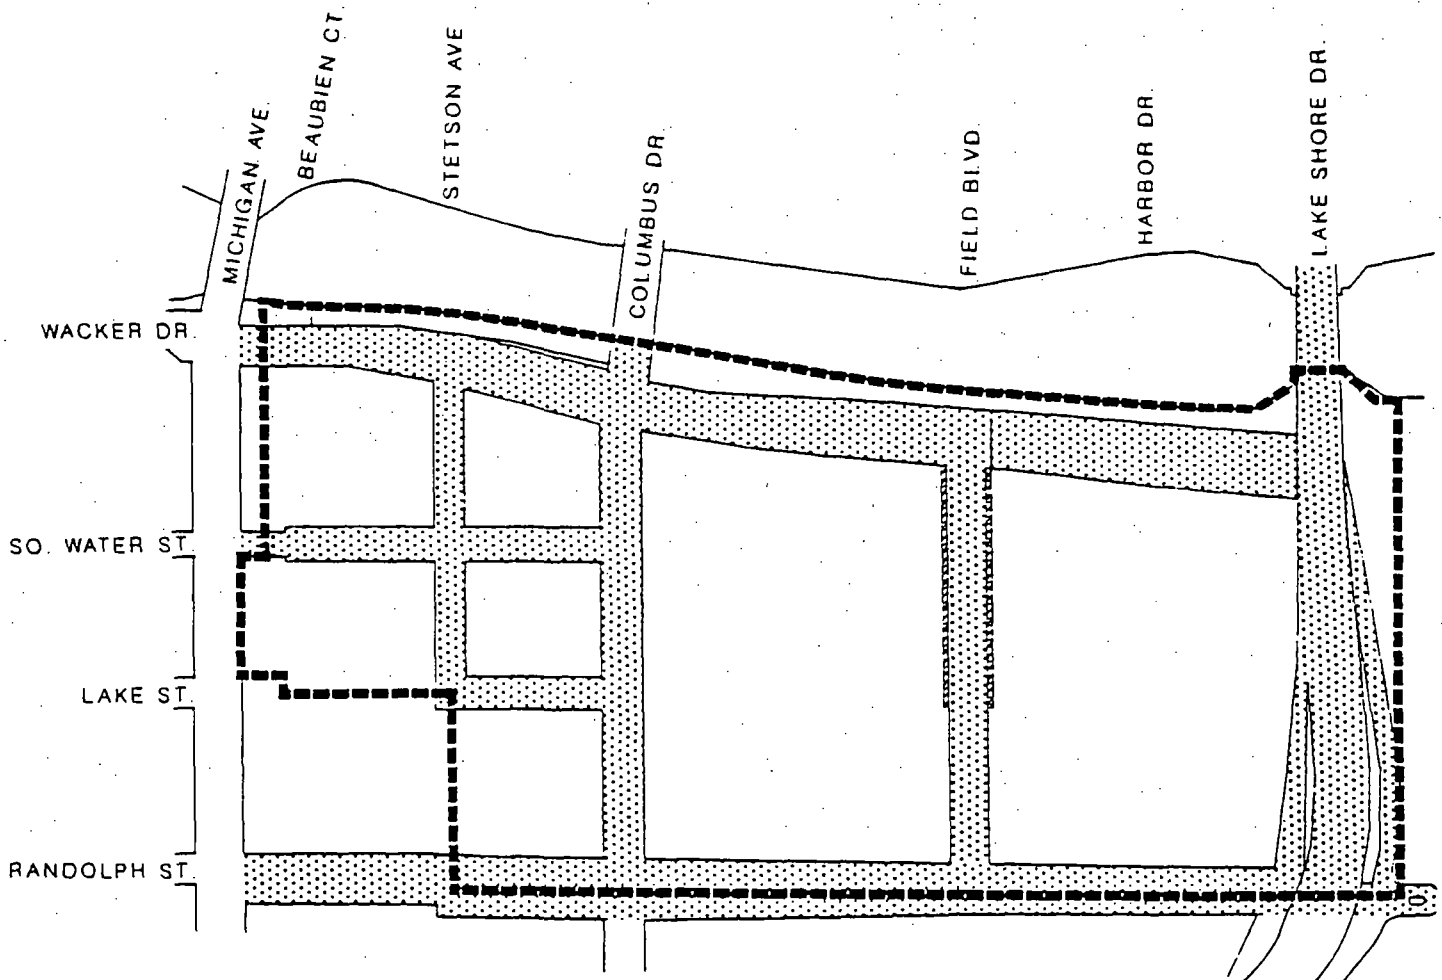 MICHIGAN AVE.
BEAUBIEN CT.
STETSON AVE
COLUMBUS DR.
FIELD BLVD.
HARBOR DR.
LAKE SHORE DR.
WACKER DR.
SO. WATER ST.
LAKE ST.
RANDOLPH ST.